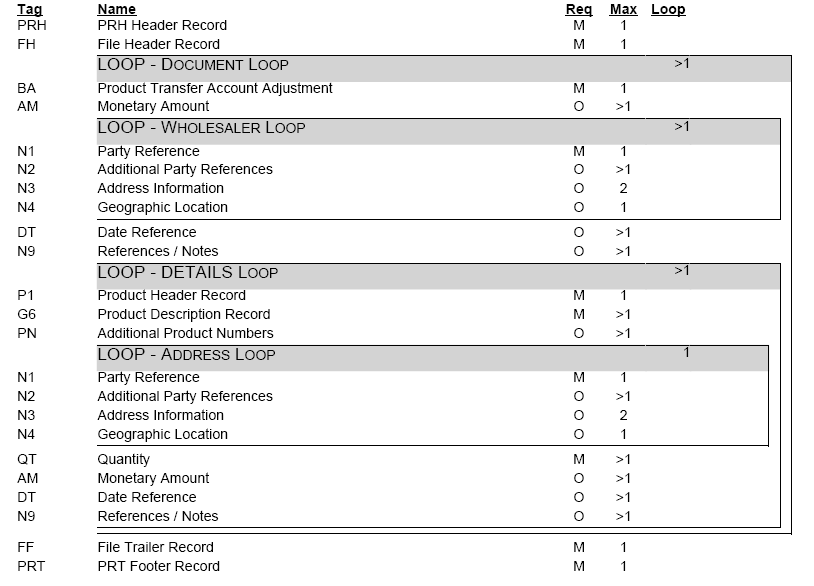 Tag Name Req Max Loop
PRH PRH Header Record M 1
FH File Header Record M 1
LOOP - DOCUMENT LOOP >1
BA Product Transfer Account Adjustment M 1
AM Monetary Amount O >1
LOOP - WHOLESALER LOOP >1
N1 Party Reference M 1
N2 Additional Party References O >1
N3 Address Information O 2
N4 Geographic Location O 1
DT Date Reference O >1
N9 References / Notes O >1
LOOP - DETAILS LOOP >1
P1 Product Header Record M 1
G6 Product Description Record M >1
PN Additional Product Numbers O >1
LOOP - ADDRESS LOOP 1
N1 Party Reference M 1
N2 Additional Party References O >1
N3 Address Information O 2
N4 Geographic Location O 1
QT Quantity M >1
AM Monetary Amount O >1
DT Date Reference O >1
N9 References / Notes O >1
FF File Trailer Record M 1
PRT PRT Footer Record M 1